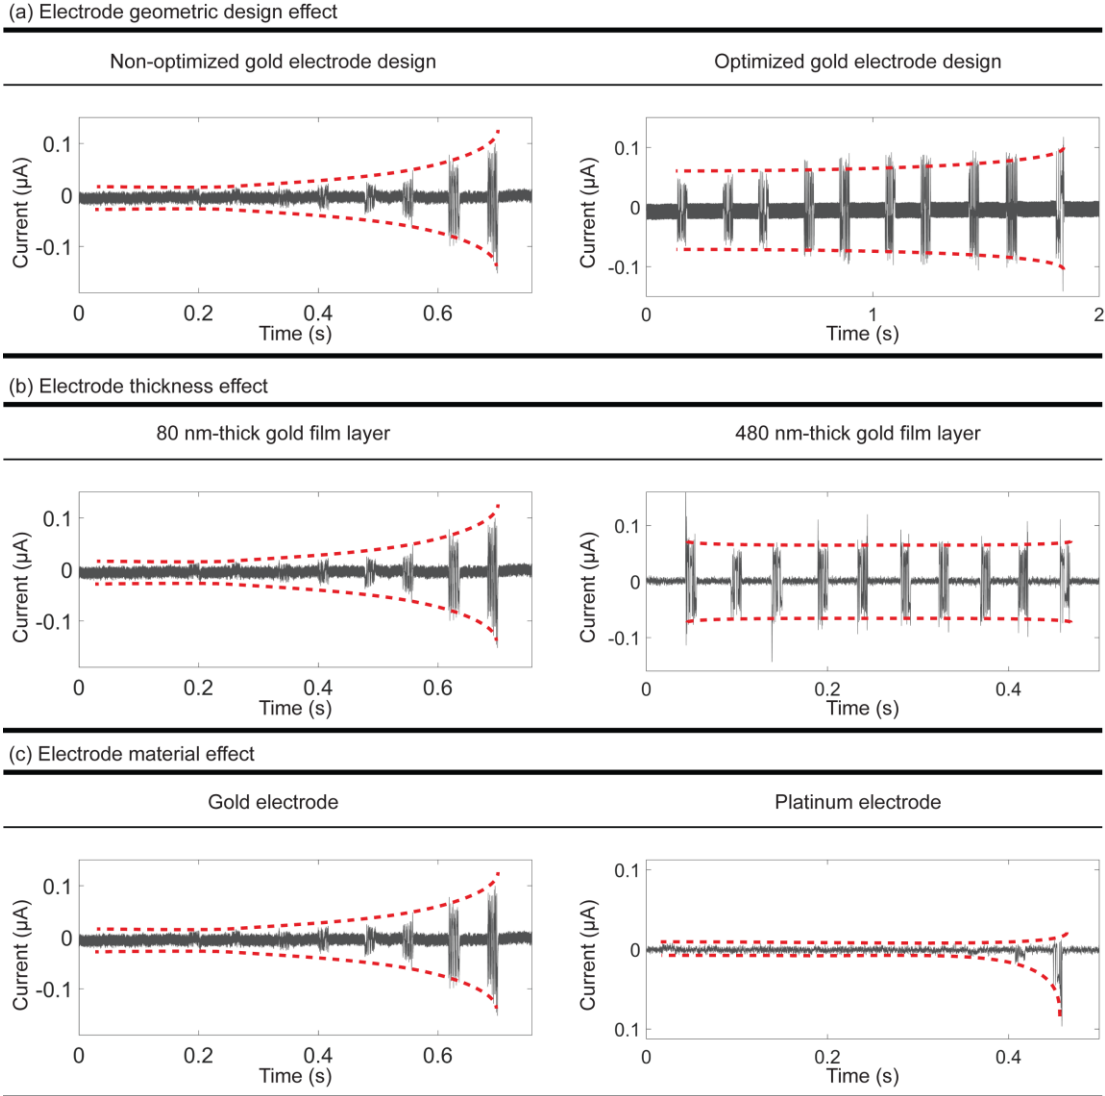 (a) Electrode geometric design effect
Non-optimized gold electrode design
Optimized gold electrode design
Current (µA)
0.1
0
-0.1
0
0.2
0.4
0.6
Time (s)
Current (µA)
0.1
0
-0.1
0
1
2
Time (s)
(b) Electrode thickness effect
80 nm-thick gold film layer
480 nm-thick gold film layer
Current (µA)
0.1
0
-0.1
0
0.2
0.4
0.6
Time (s)
Current (µA)
0.1
0
-0.1
0
0.2
0.4
Time (s)
(c) Electrode material effect
Gold electrode
Platinum electrode
Current (µA)
0.1
0
-0.1
0
0.2
0.4
0.6
Time (s)
Current (µA)
0.1
0
0.1
0
0.2
0.4
Time (s)